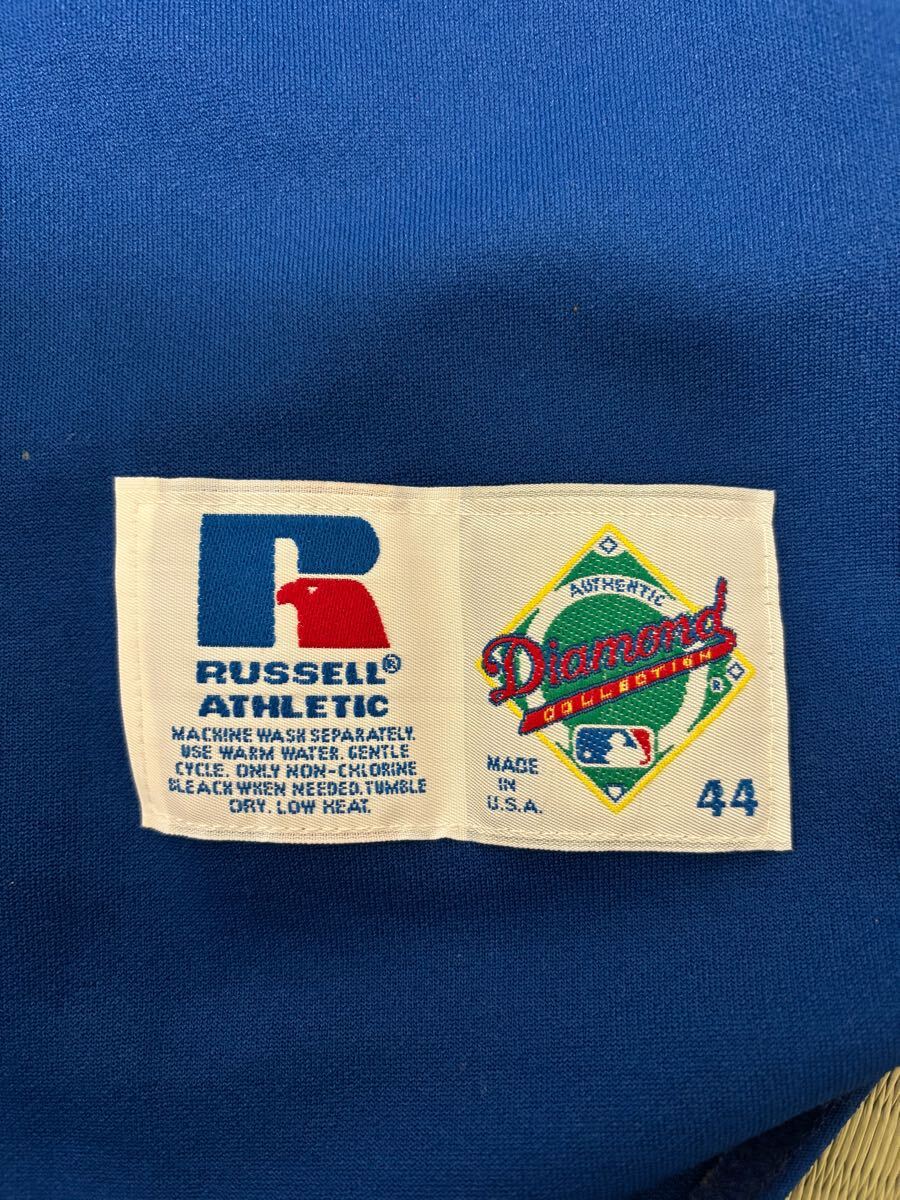 RUSSELL®
ATHLETIC
MACHINE WASH SEPARATELY.
USE WARM WATER. GENTLE
CYCLE. ONLY NON-CHLORINE
BLEACH WHEN NEEDED. TUMBLE
DRY. LOW HEAT.
AUTHENTIC
Diamond
COLLECTION
®
MADE
IN
U.S.A.
44